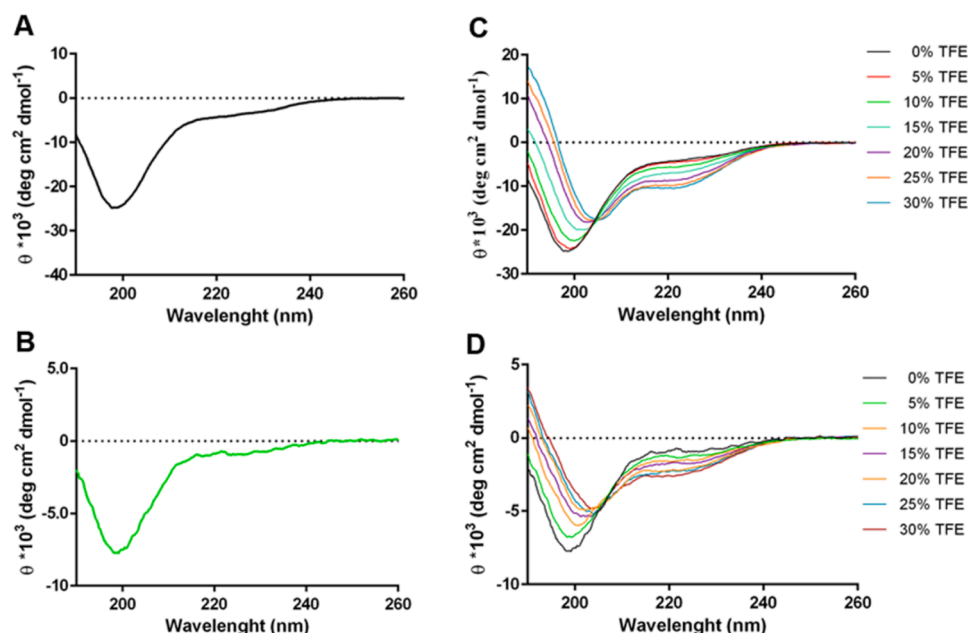 A
10
0
-10
-20
-30
-40
θ *10³ (deg cm² dmol⁻¹)
200
220
240
260
Wavelenght (nm)
B
5.0
0
-5
-10
θ *10³ (deg cm² dmol⁻¹)
200
220
240
260
Wavelenght (nm)
C
20
10
0
-10
-20
-30
θ *10³ (deg cm² dmol⁻¹)
200
220
240
260
Wavelenght (nm)
0% TFE
5% TFE
10% TFE
15% TFE
20% TFE
25% TFE
30% TFE
D
5
0
-5
-10
θ *10³ (deg cm² dmol⁻¹)
200
220
240
260
Wavelenght (nm)
0% TFE
5% TFE
10% TFE
15% TFE
20% TFE
25% TFE
30% TFE